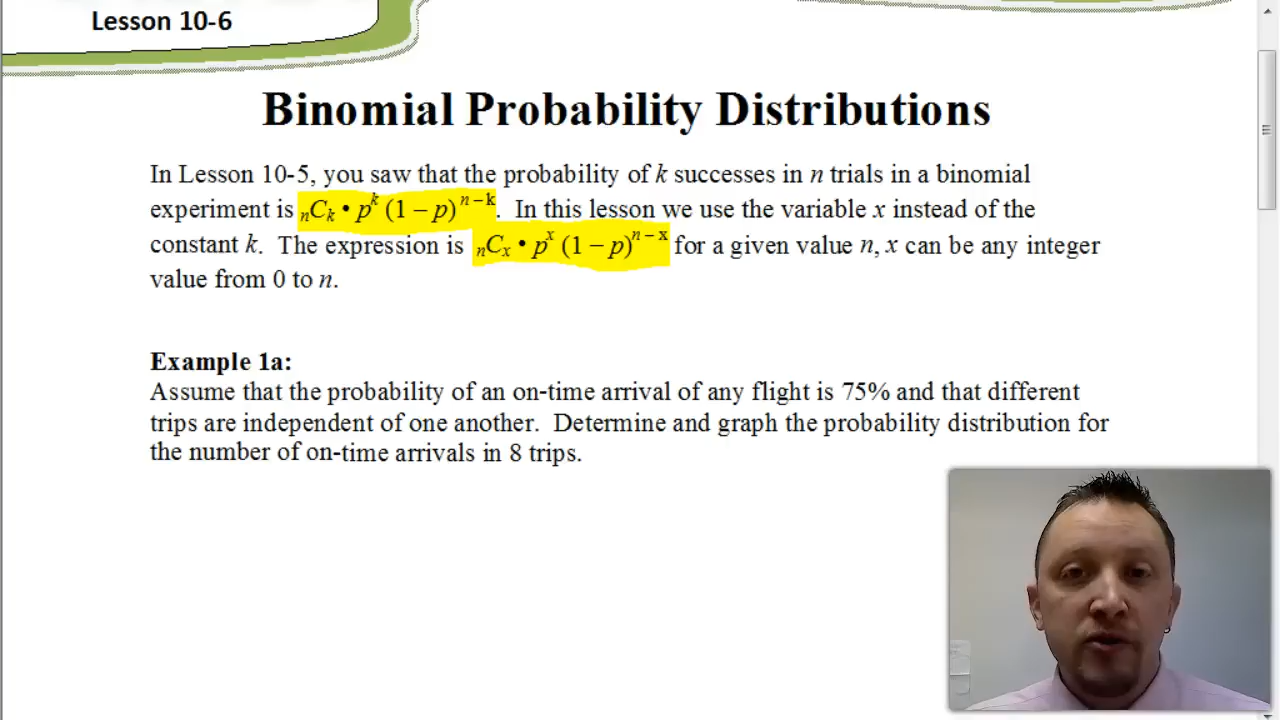 Lesson 10-6
Binomial Probability Distributions
In Lesson 10-5, you saw that the probability of k successes in n trials in a binomial
experiment is ₙCₖ • pᵏ (1 – p)ⁿ⁻ᵏ. In this lesson we use the variable x instead of the
constant k. The expression is ₙCₓ • pˣ (1 – p)ⁿ⁻ˣ for a given value n, x can be any integer
value from 0 to n.
Example 1a:
Assume that the probability of an on-time arrival of any flight is 75% and that different
trips are independent of one another. Determine and graph the probability distribution for
the number of on-time arrivals in 8 trips.